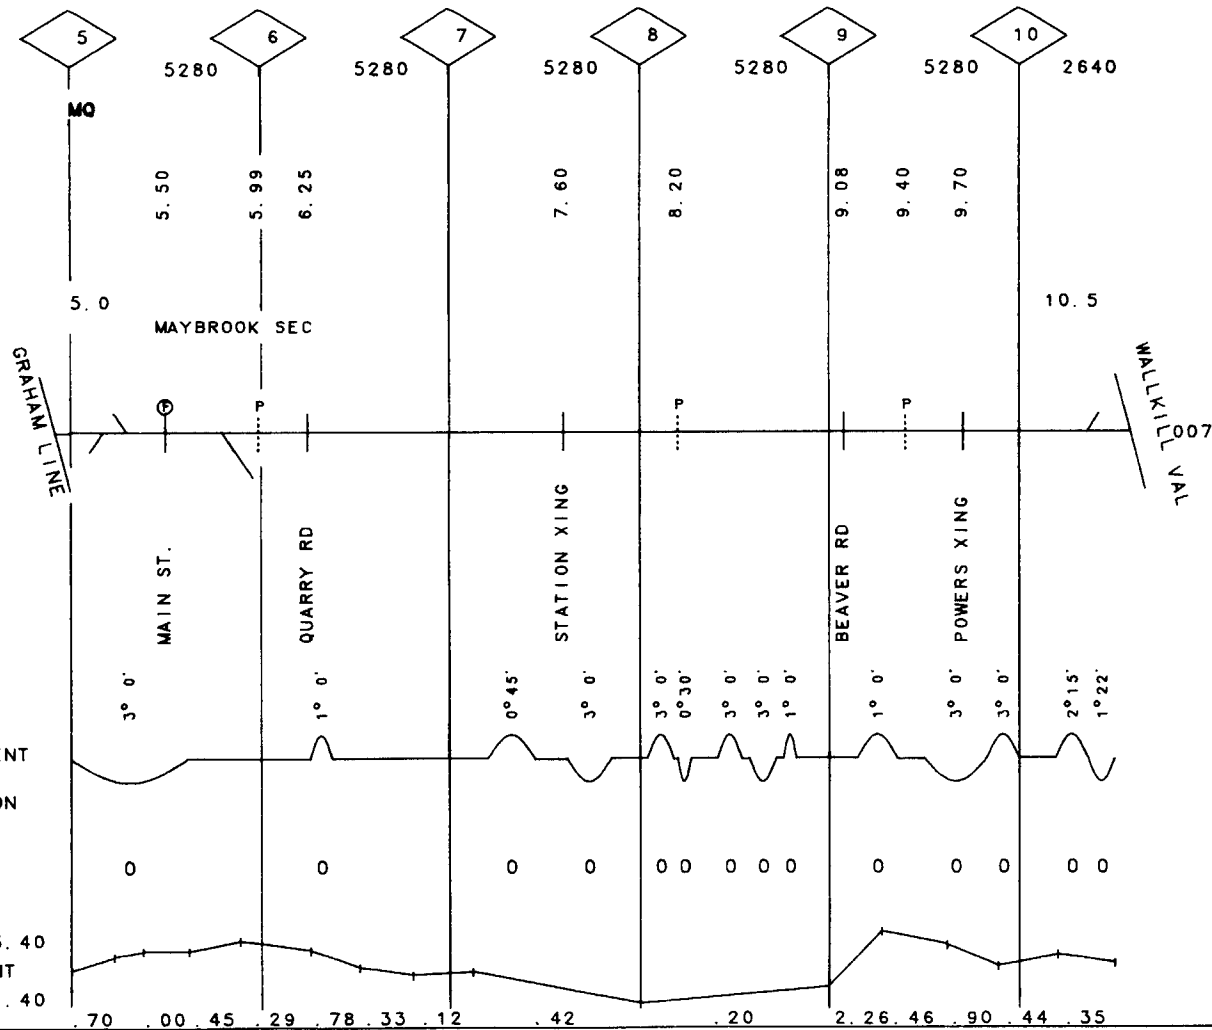 5 6 7 8 9 10
5280 5280 5280 5280 5280 2640
MQ
5.50 5.99 6.25 7.60 8.20 9.08 9.40 9.70
5.0 10.5
MAYBROOK SEC
GRAHAM LINE
WALLKILL VAL
F P P P
007
MAIN ST.
QUARRY RD
STATION XING
BEAVER RD
POWERS XING
3° 0' 1° 0' 0°45' 3° 0' 3° 0' 0°30' 3° 0' 3° 0' 1° 0' 1° 0' 3° 0' 3° 0' 2°15' 1°22'
ENT
ON
0 0 0 0 0 0 0 0 0 0 0 0 0 0
.40
NT
.40
.70 .00 .45 .29 .78 .33 .12 .42 .20 2.26 .46 .90 .44 .35